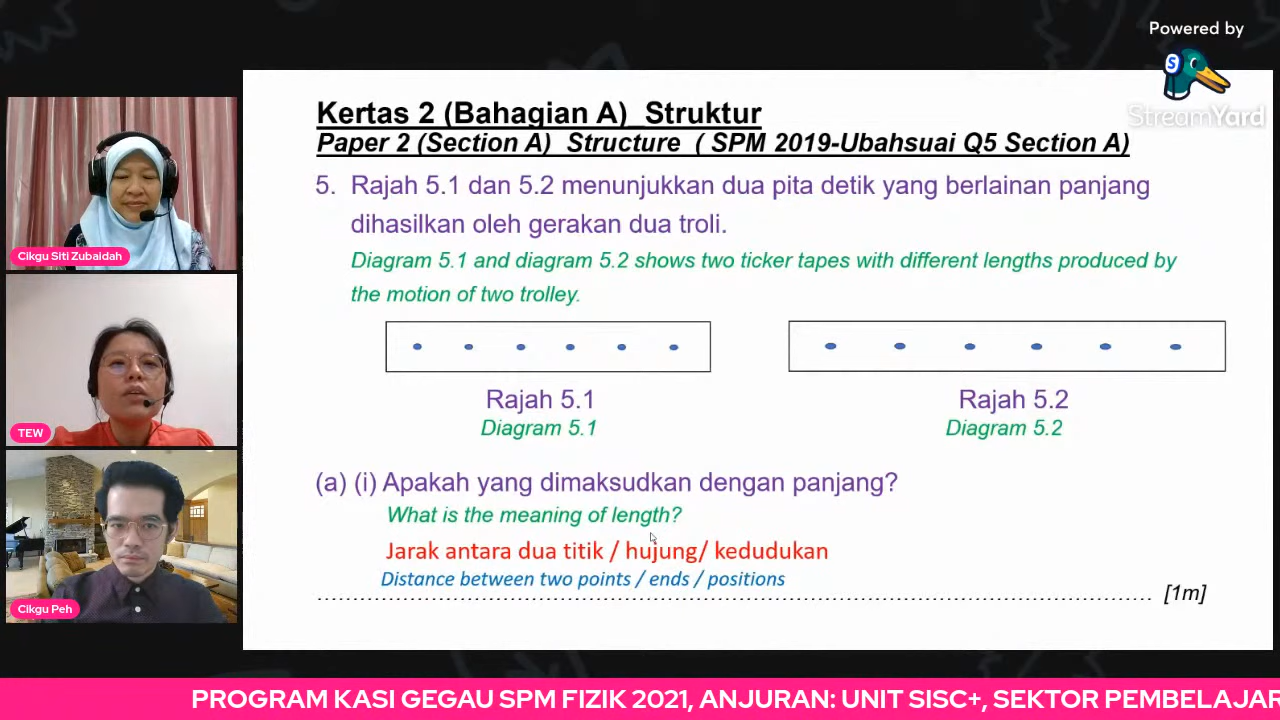 Powered by
StreamYard
Kertas 2 (Bahagian A)_Struktur
Paper 2 (Section A)_Structure ( SPM 2019-Ubahsuai Q5 Section A)
5. Rajah 5.1 dan 5.2 menunjukkan dua pita detik yang berlainan panjang
dihasilkan oleh gerakan dua troli.
Diagram 5.1 and diagram 5.2 shows two ticker tapes with different lengths produced by
the motion of two trolley.
Rajah 5.1
Diagram 5.1
Rajah 5.2
Diagram 5.2
(a) (i) Apakah yang dimaksudkan dengan panjang?
What is the meaning of length?
Jarak antara dua titik / hujung/ kedudukan
Distance between two points / ends / positions
[1m]
Cikgu Siti Zubaidah
TEW
Cikgu Peh
PROGRAM KASI GEGAU SPM FIZIK 2021, ANJURAN: UNIT SISC+, SEKTOR PEMBELAJAR